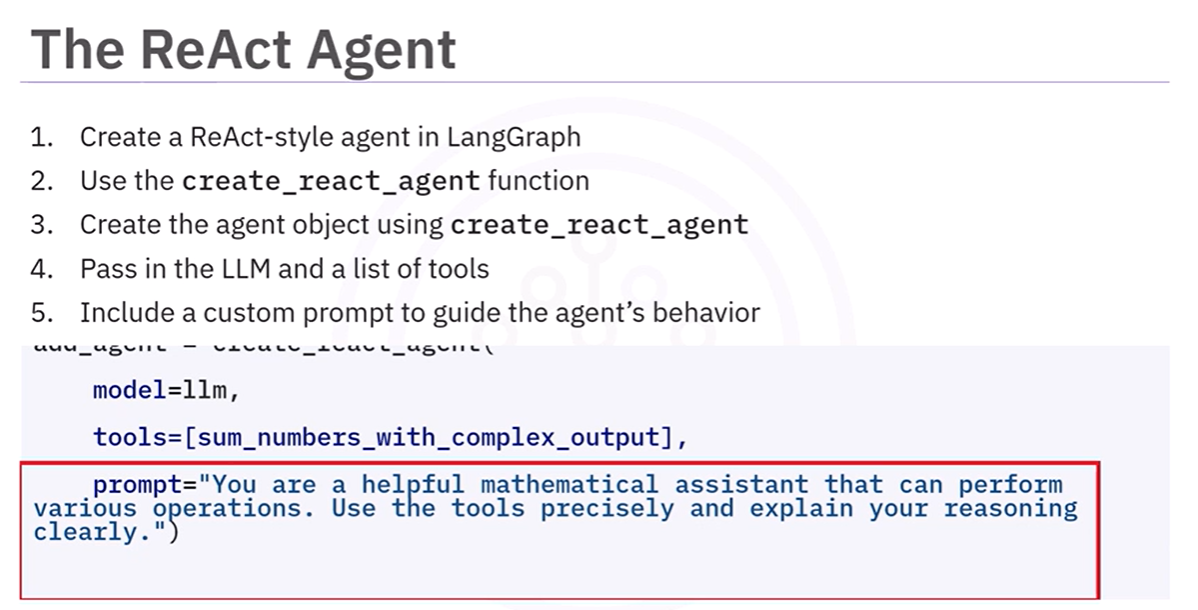 The ReAct Agent
1. Create a ReAct-style agent in LangGraph
2. Use the create_react_agent function
3. Create the agent object using create_react_agent
4. Pass in the LLM and a list of tools
5. Include a custom prompt to guide the agent’s behavior
add_agent = create_react_agent(
model=llm,
tools=[sum_numbers_with_complex_output],
prompt="You are a helpful mathematical assistant that can perform
various operations. Use the tools precisely and explain your reasoning
clearly.")